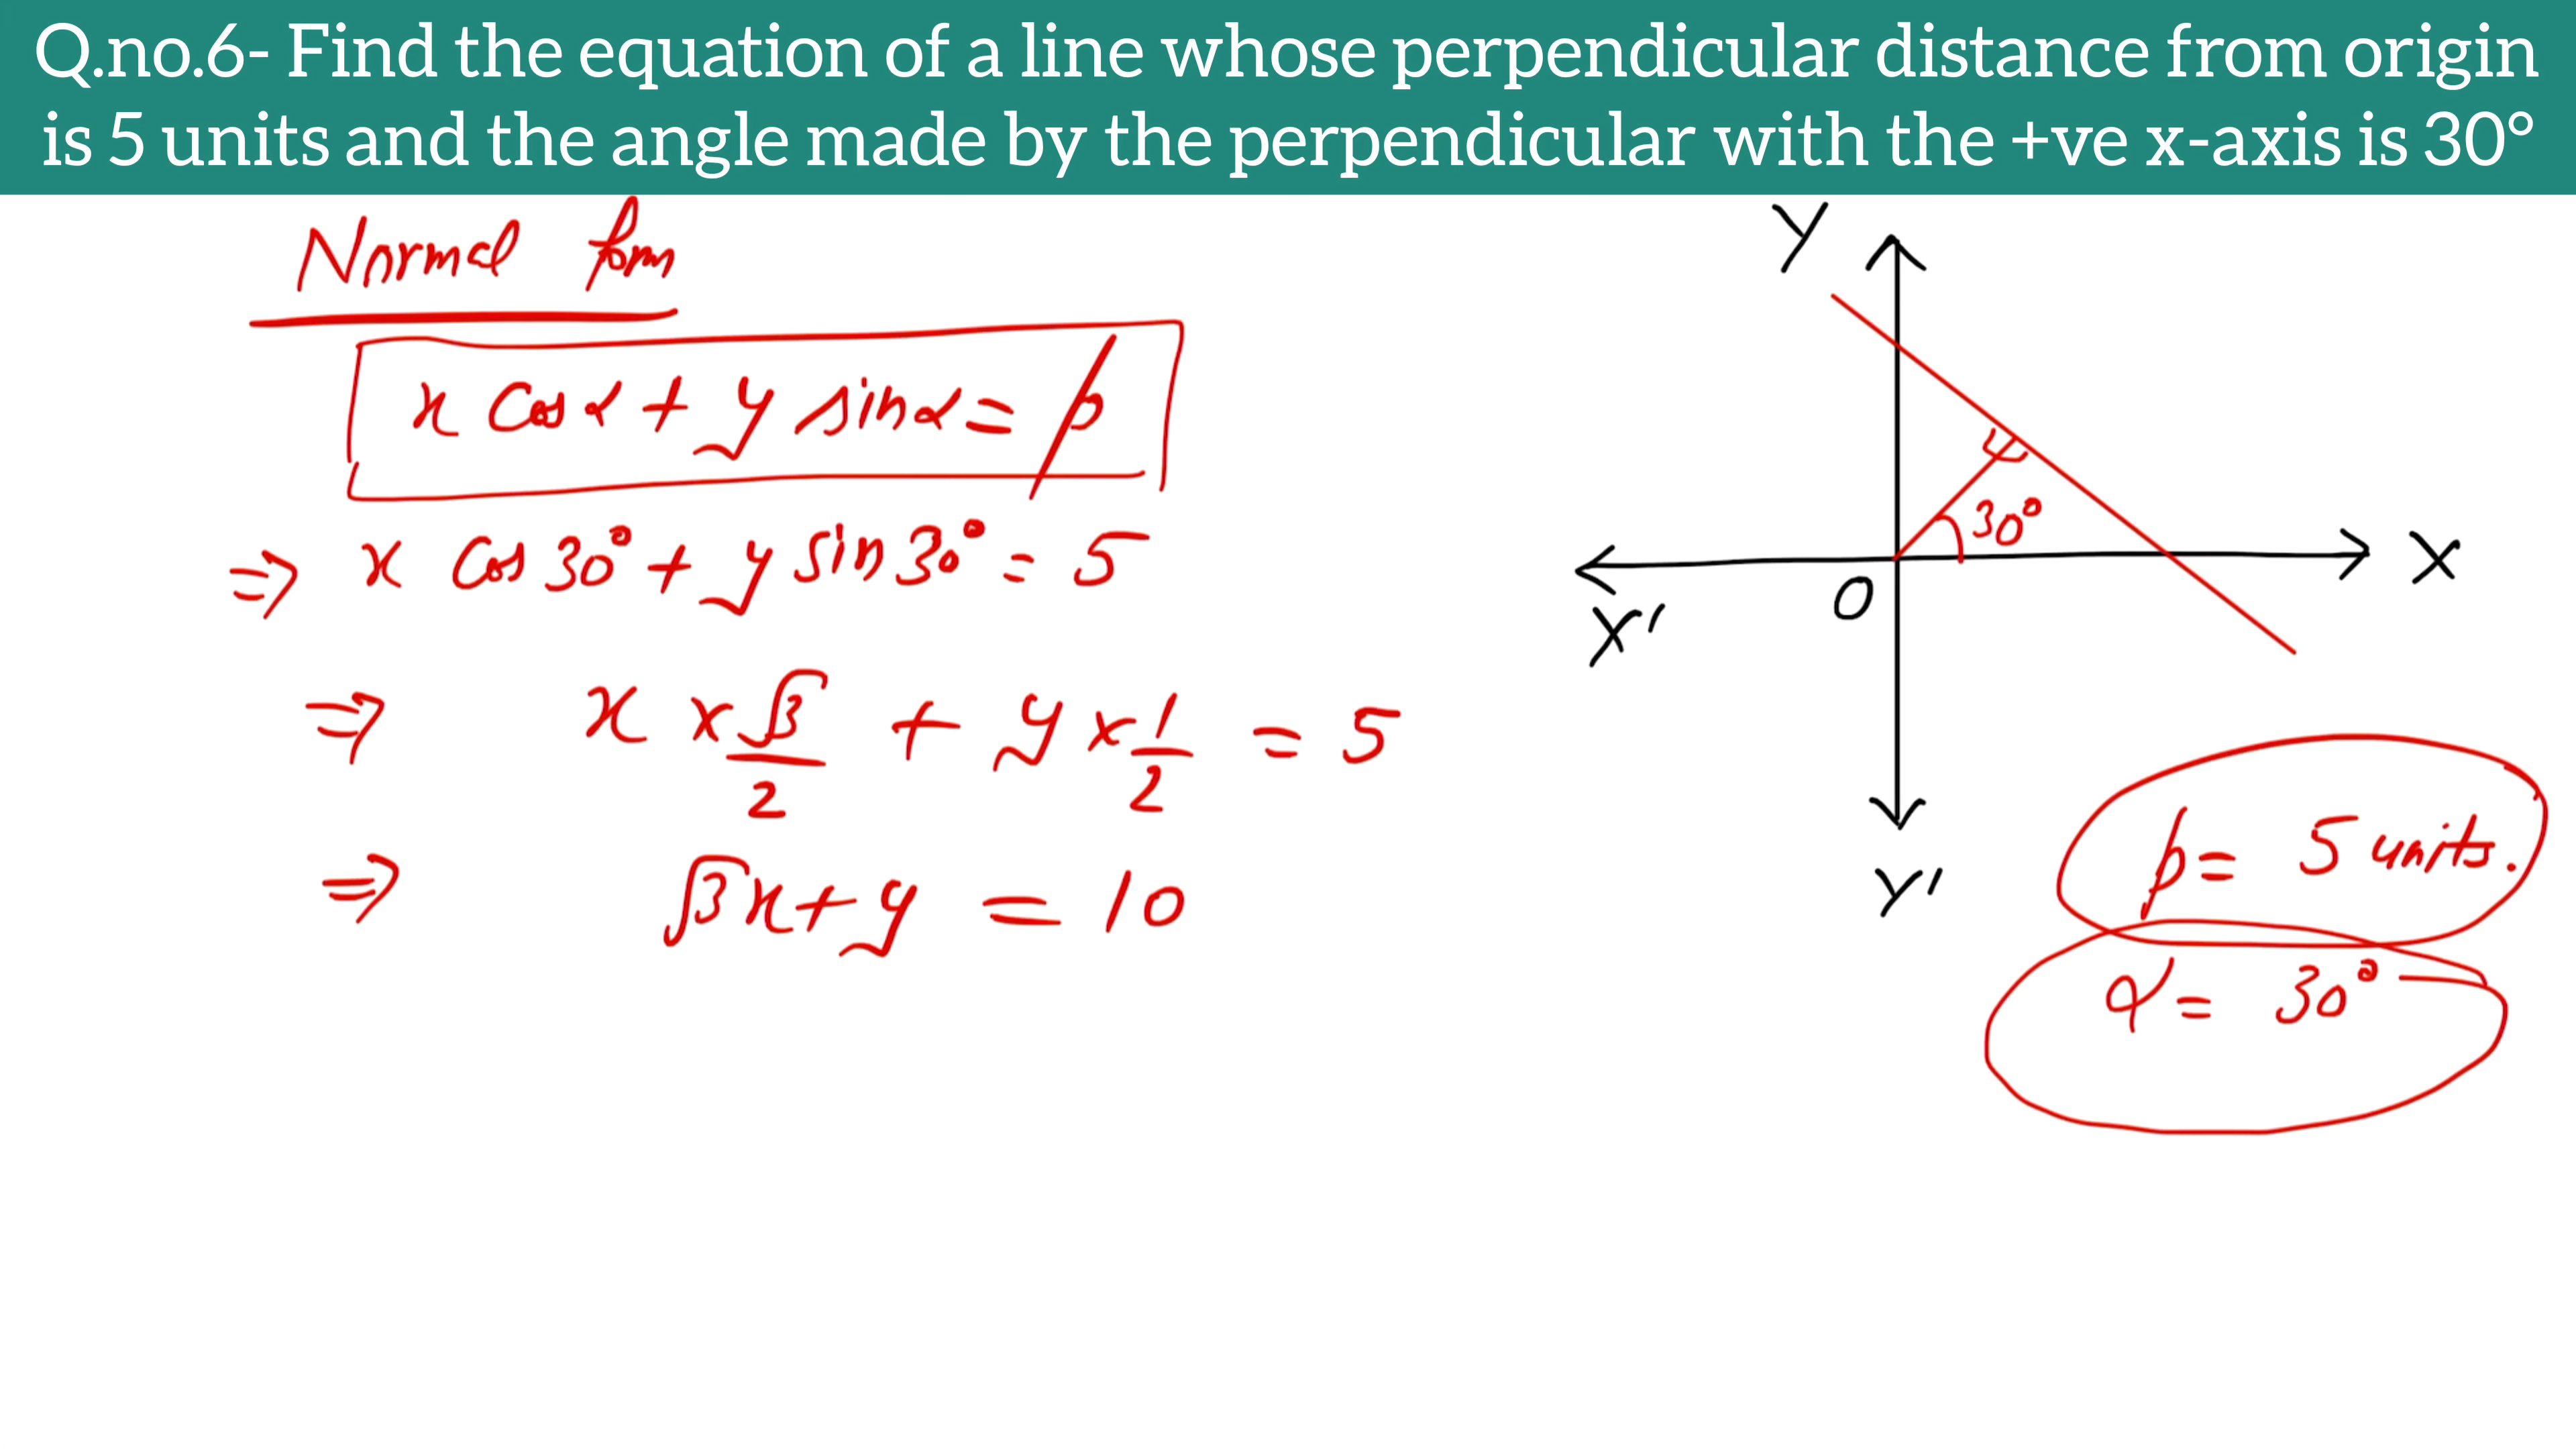 Q.no.6- Find the equation of a line whose perpendicular distance from origin
is 5 units and the angle made by the perpendicular with the +ve x-axis is 30°
Normal form
x cos α + y sin α = p
⇒ x cos 30° + y sin 30° = 5
⇒ x × √3/2 + y × 1/2 = 5
⇒ √3x + y = 10
Y
30°
X
O
X'
Y'
p = 5 units.
α = 30°